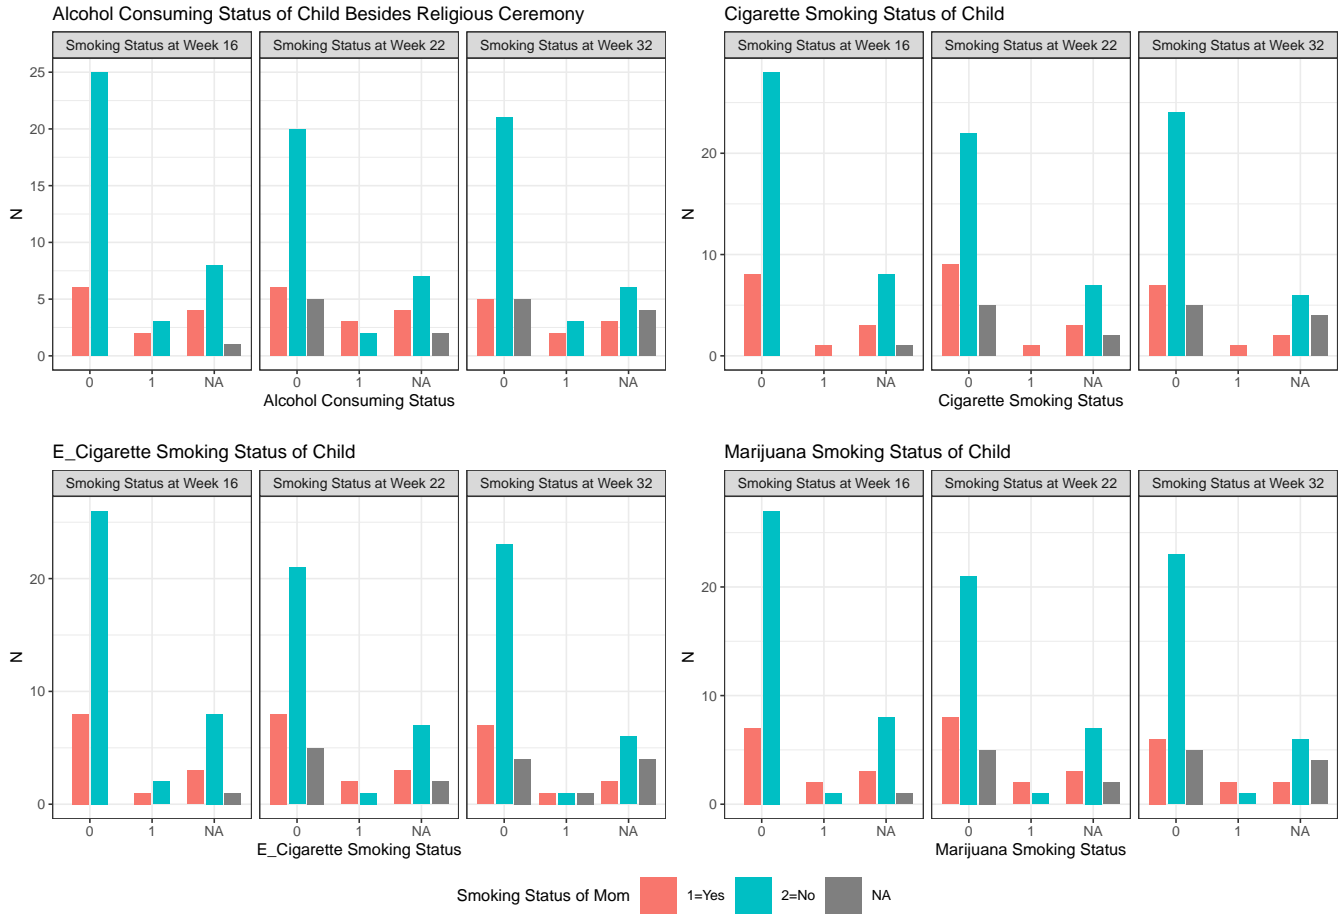 Alcohol Consuming Status of Child Besides Religious Ceremony
Smoking Status at Week 16 Smoking Status at Week 22 Smoking Status at Week 32
25
20
15
10
5
0
N
0 1 NA 0 1 NA 0 1 NA
Alcohol Consuming Status
Cigarette Smoking Status of Child
Smoking Status at Week 16 Smoking Status at Week 22 Smoking Status at Week 32
20
10
0
N
0 1 NA 0 1 NA 0 1 NA
Cigarette Smoking Status
E_Cigarette Smoking Status of Child
Smoking Status at Week 16 Smoking Status at Week 22 Smoking Status at Week 32
20
10
0
N
0 1 NA 0 1 NA 0 1 NA
E_Cigarette Smoking Status
Marijuana Smoking Status of Child
Smoking Status at Week 16 Smoking Status at Week 22 Smoking Status at Week 32
20
10
0
N
0 1 NA 0 1 NA 0 1 NA
Marijuana Smoking Status
Smoking Status of Mom 1=Yes 2=No NA